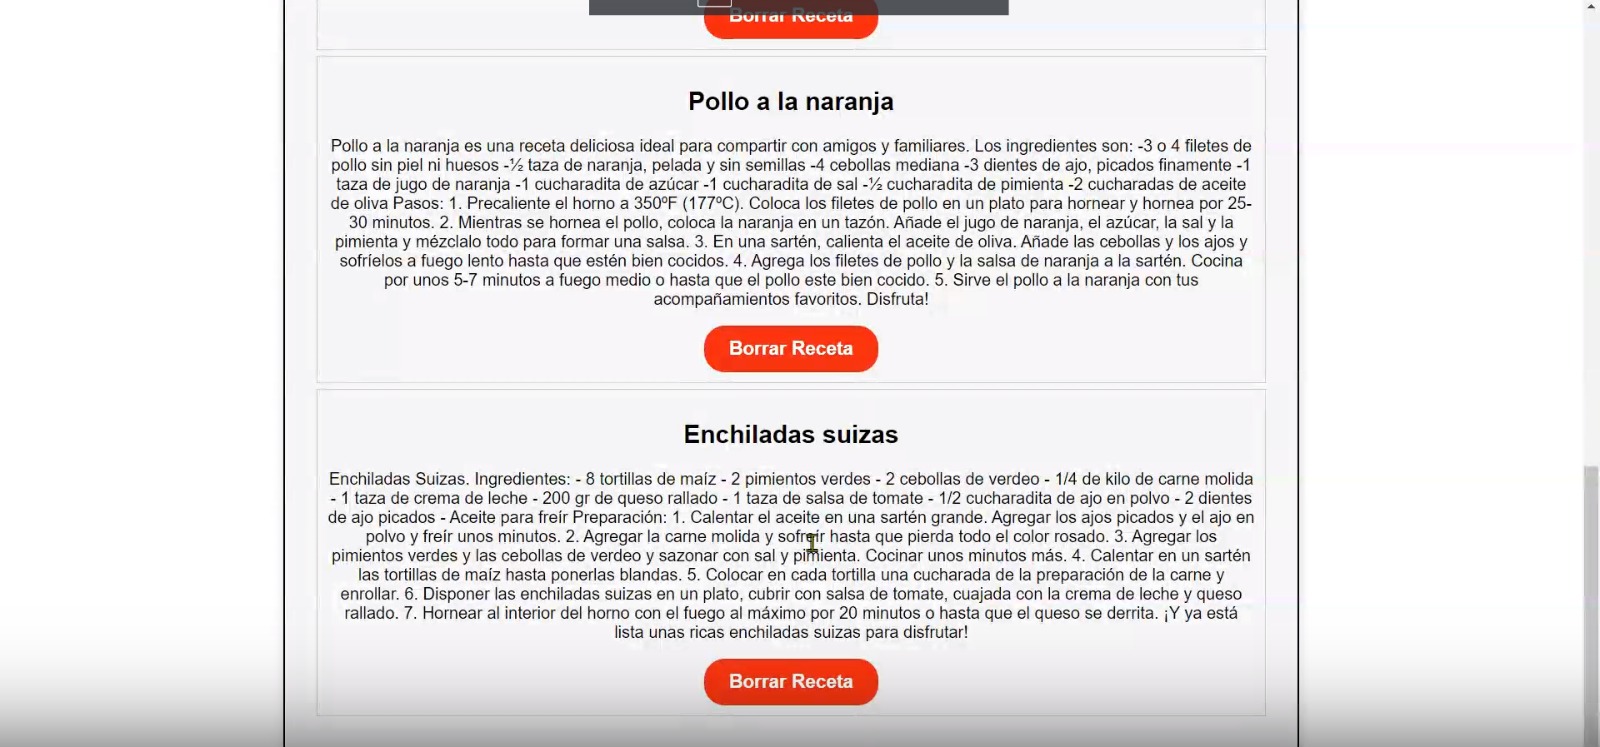 Borrar Receta
Pollo a la naranja
Pollo a la naranja es una receta deliciosa ideal para compartir con amigos y familiares. Los ingredientes son: -3 o 4 filetes de
pollo sin piel ni huesos -½ taza de naranja, pelada y sin semillas -4 cebollas mediana -3 dientes de ajo, picados finamente -1
taza de jugo de naranja -1 cucharadita de azúcar -1 cucharadita de sal -½ cucharadita de pimienta -2 cucharadas de aceite
de oliva Pasos: 1. Precaliente el horno a 350ºF (177ºC). Coloca los filetes de pollo en un plato para hornear y hornea por 25-
30 minutos. 2. Mientras se hornea el pollo, coloca la naranja en un tazón. Añade el jugo de naranja, el azúcar, la sal y la
pimienta y mézclalo todo para formar una salsa. 3. En una sartén, calienta el aceite de oliva. Añade las cebollas y los ajos y
sofríelos a fuego lento hasta que estén bien cocidos. 4. Agrega los filetes de pollo y la salsa de naranja a la sartén. Cocina
por unos 5-7 minutos a fuego medio o hasta que el pollo este bien cocido. 5. Sirve el pollo a la naranja con tus
acompañamientos favoritos. Disfruta!
Borrar Receta
Enchiladas suizas
Enchiladas Suizas. Ingredientes: - 8 tortillas de maíz - 2 pimientos verdes - 2 cebollas de verdeo - 1/4 de kilo de carne molida
- 1 taza de crema de leche - 200 gr de queso rallado - 1 taza de salsa de tomate - 1/2 cucharadita de ajo en polvo - 2 dientes
de ajo picados - Aceite para freír Preparación: 1. Calentar el aceite en una sartén grande. Agregar los ajos picados y el ajo en
polvo y freír unos minutos. 2. Agregar la carne molida y sofreír hasta que pierda todo el color rosado. 3. Agregar los
pimientos verdes y las cebollas de verdeo y sazonar con sal y pimienta. Cocinar unos minutos más. 4. Calentar en un sartén
las tortillas de maíz hasta ponerlas blandas. 5. Colocar en cada tortilla una cucharada de la preparación de la carne y
enrollar. 6. Disponer las enchiladas suizas en un plato, cubrir con salsa de tomate, cuajada con la crema de leche y queso
rallado. 7. Hornear al interior del horno con el fuego al máximo por 20 minutos o hasta que el queso se derrita. ¡Y ya está
lista unas ricas enchiladas suizas para disfrutar!
Borrar Receta